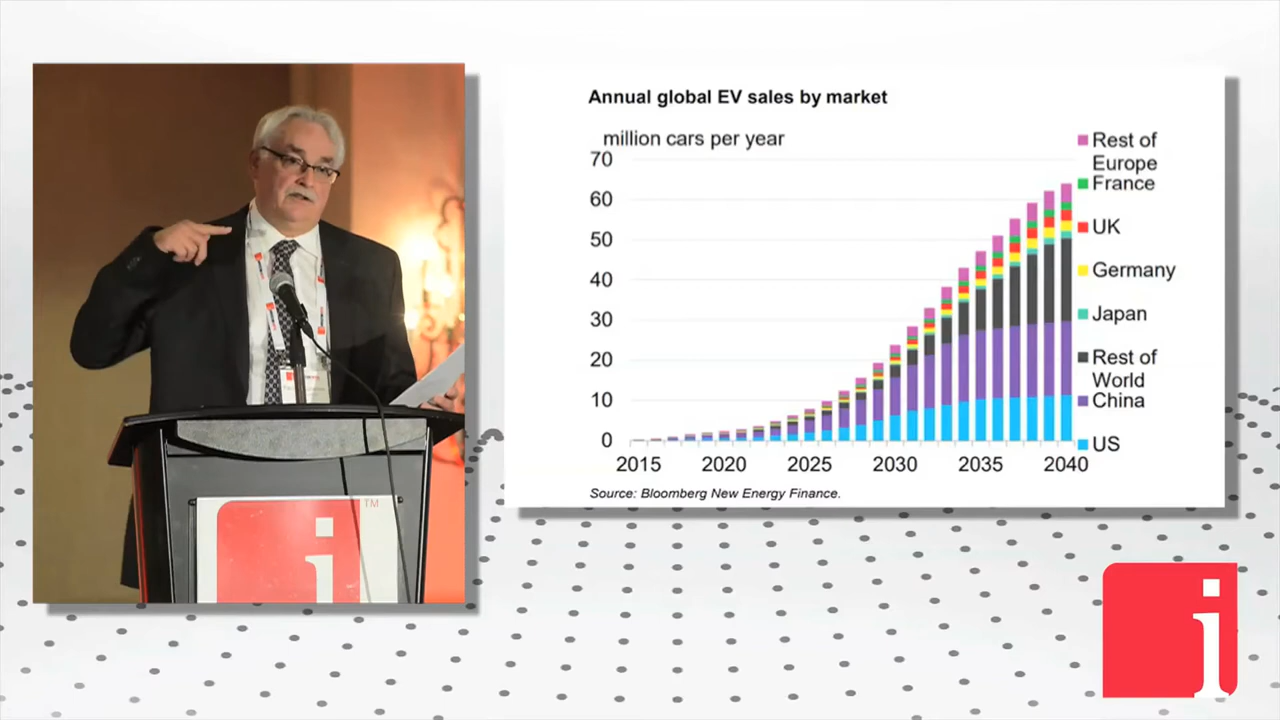 Annual global EV sales by market
million cars per year
70
60
50
40
30
20
10
0
2015 2020 2025 2030 2035 2040
Rest of
Europe
France
UK
Germany
Japan
Rest of
World
China
US
Source: Bloomberg New Energy Finance.
i
TM
i